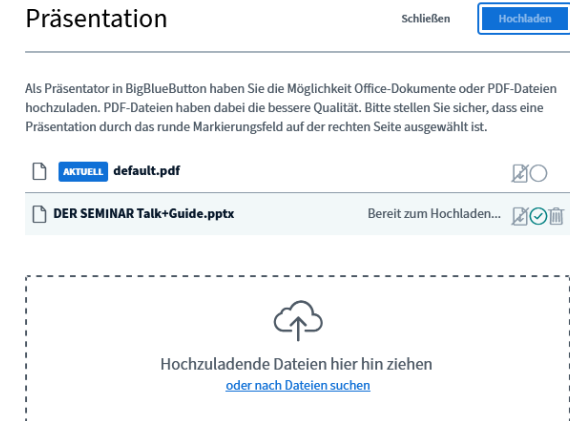 Präsentation
Schließen
Hochladen
Als Präsentator in BigBlueButton haben Sie die Möglichkeit Office-Dokumente oder PDF-Dateien
hochzuladen. PDF-Dateien haben dabei die bessere Qualität. Bitte stellen Sie sicher, dass eine
Präsentation durch das runde Markierungsfeld auf der rechten Seite ausgewählt ist.
AKTUELL default.pdf
DER SEMINAR Talk+Guide.pptx Bereit zum Hochladen...
Hochzuladende Dateien hier hin ziehen
oder nach Dateien suchen